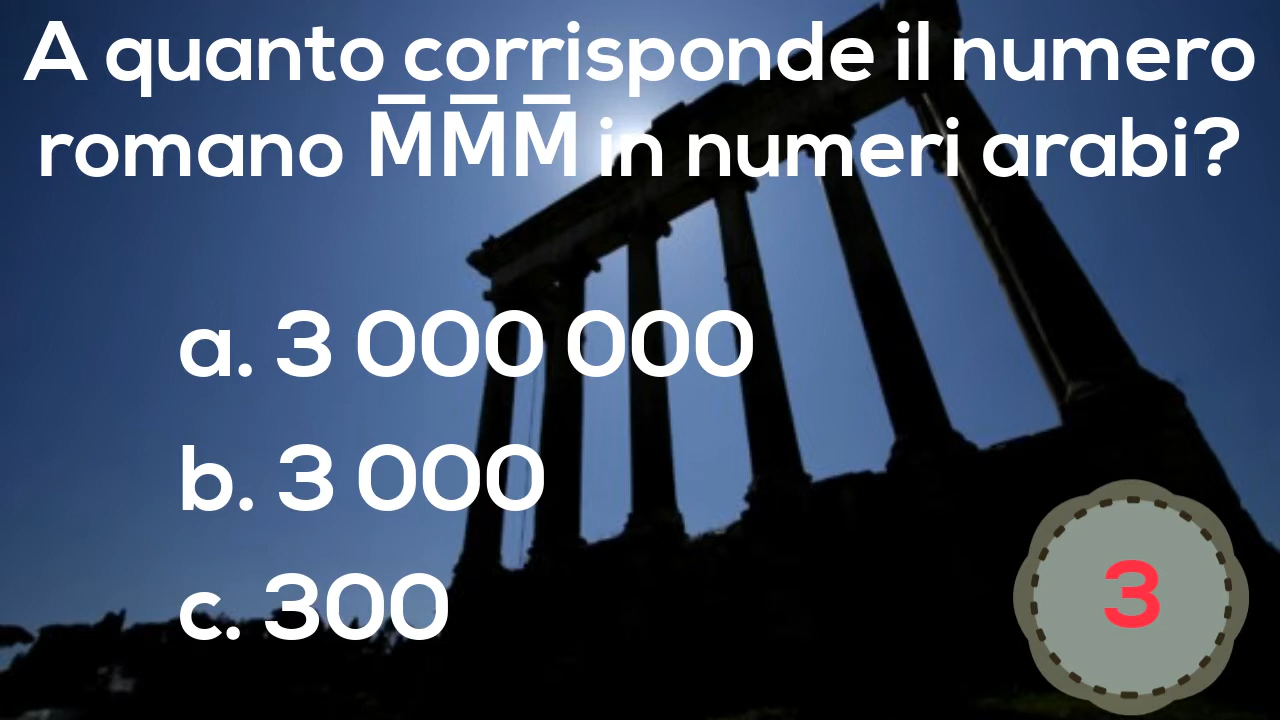 A quanto corrisponde il numero
romano M̅M̅M̅ in numeri arabi?
a. 3 000 000
b. 3 000
c. 300
3